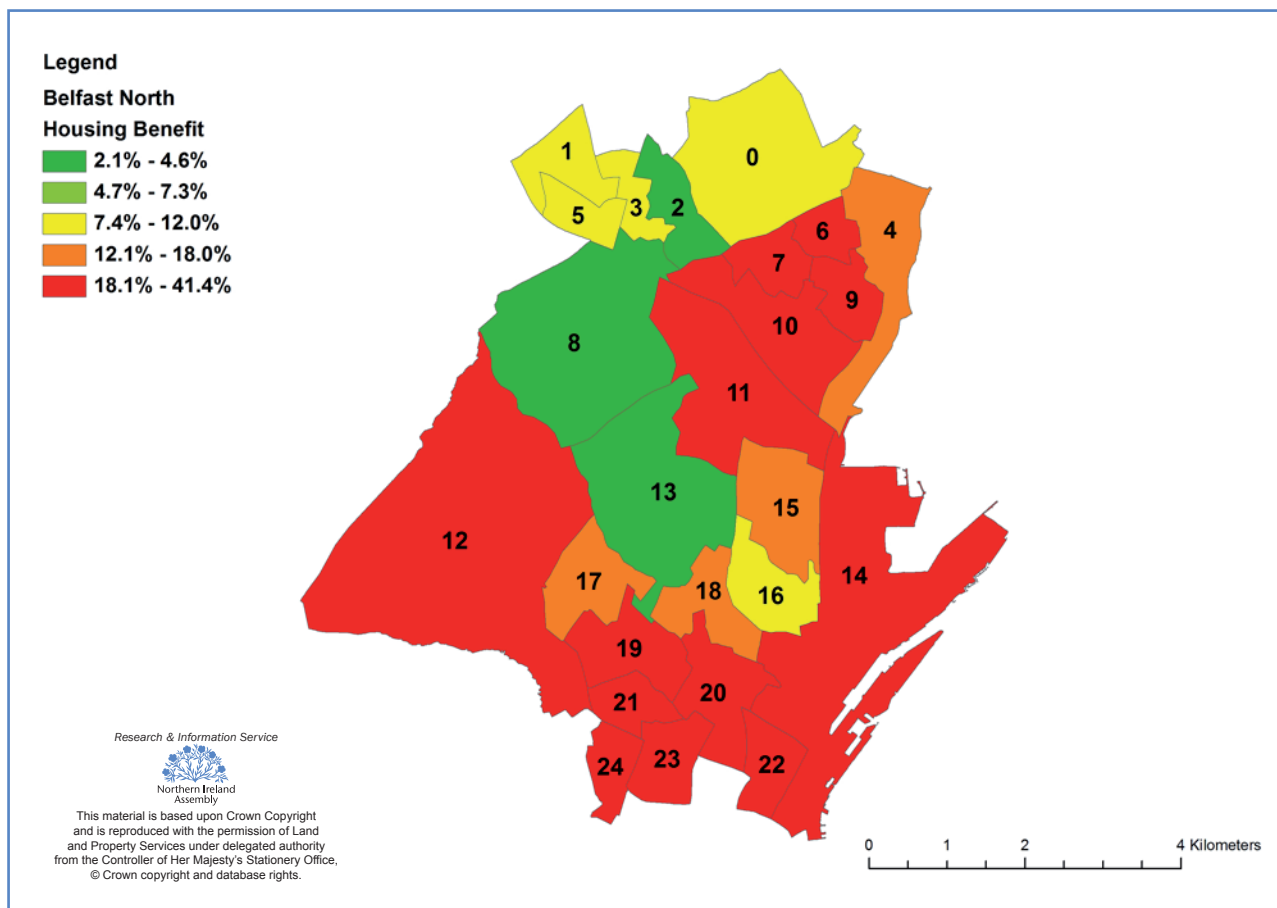 Legend
Belfast North
Housing Benefit
2.1% - 4.6%
4.7% - 7.3%
7.4% - 12.0%
12.1% - 18.0%
18.1% - 41.4%
0
1
2
3
4
5
6
7
8
9
10
11
12
13
14
15
16
17
18
19
20
21
22
23
24
Research & Information Service
Northern Ireland
Assembly
This material is based upon Crown Copyright
and is reproduced with the permission of Land
and Property Services under delegated authority
from the Controller of Her Majesty's Stationery Office,
© Crown copyright and database rights.
0 1 2 4 Kilometers